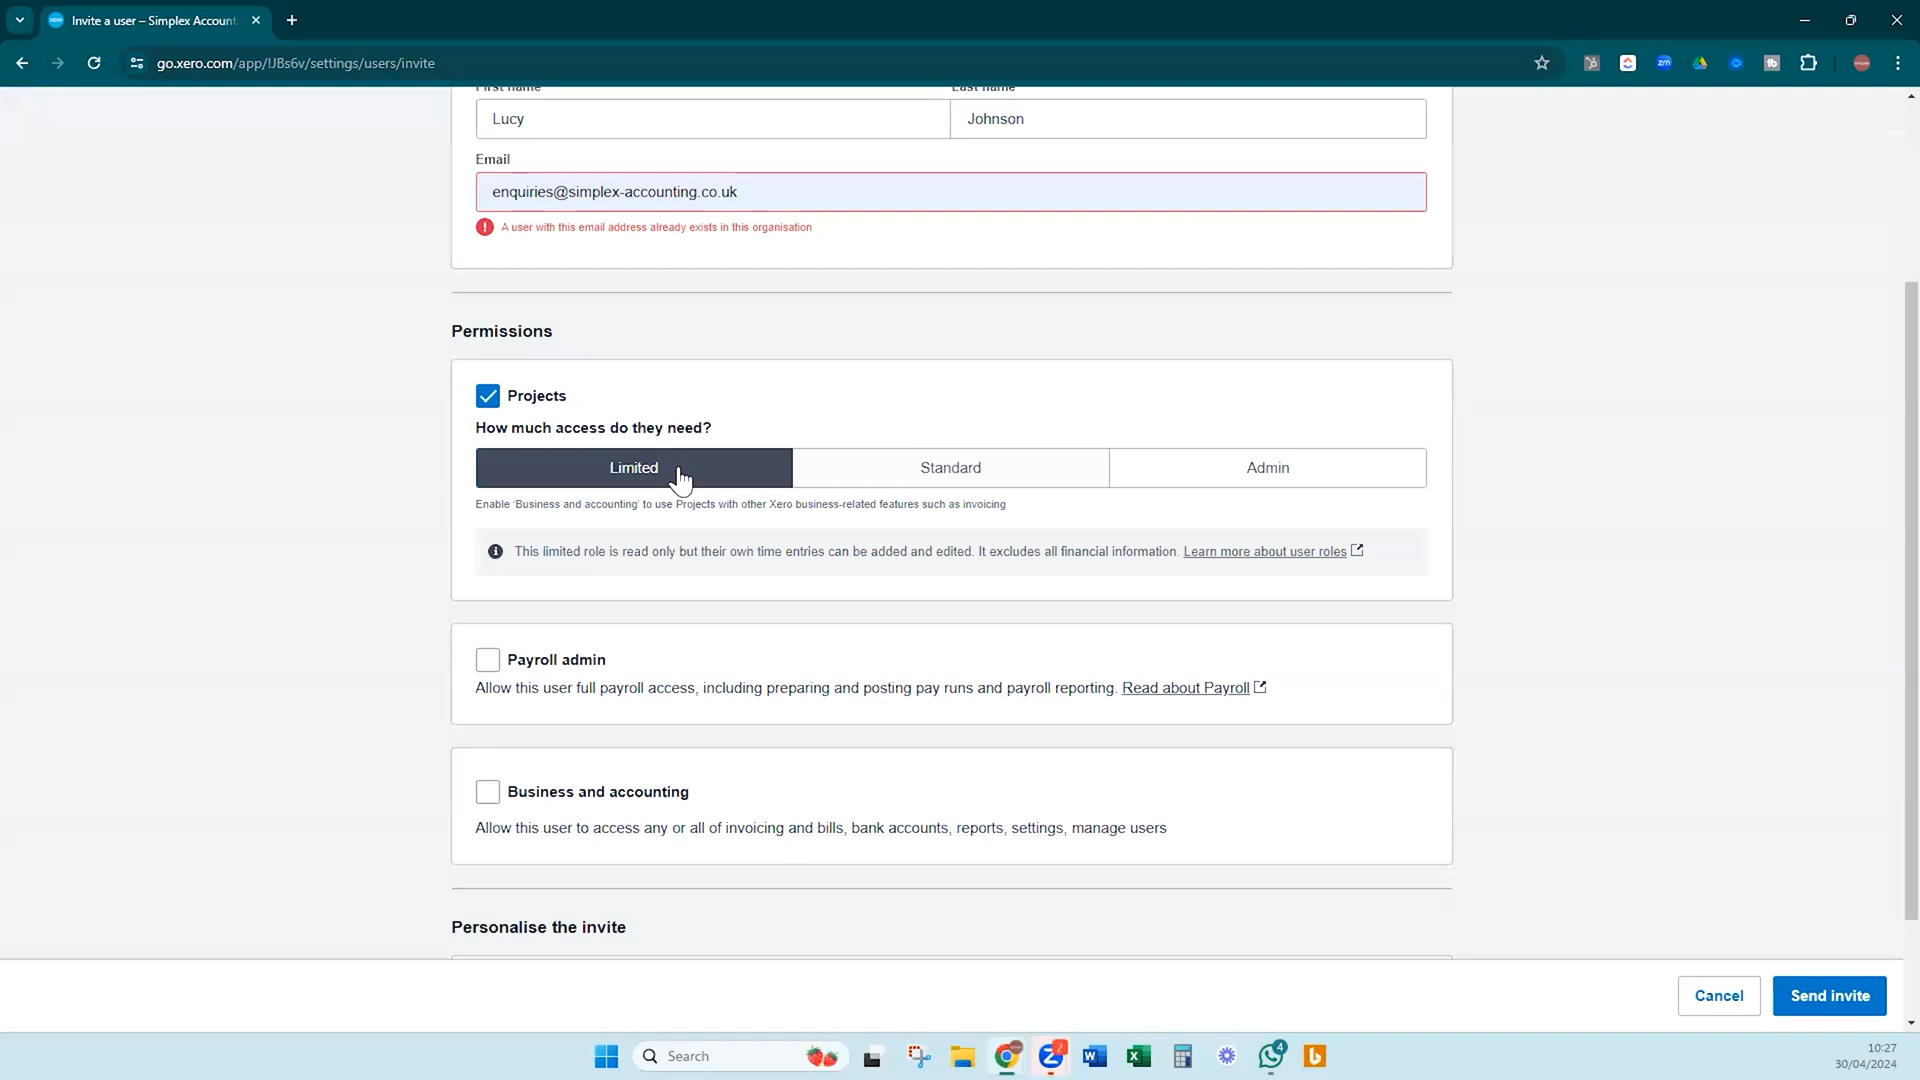 Invite a user – Simplex Account
go.xero.com/app/!JBs6v/settings/users/invite
First name
Last name
Lucy
Johnson
Email
enquiries@simplex-accounting.co.uk
A user with this email address already exists in this organisation
Permissions
Projects
How much access do they need?
Limited
Standard
Admin
Enable 'Business and accounting' to use Projects with other Xero business-related features such as invoicing
This limited role is read only but their own time entries can be added and edited. It excludes all financial information. Learn more about user roles
Payroll admin
Allow this user full payroll access, including preparing and posting pay runs and payroll reporting. Read about Payroll
Business and accounting
Allow this user to access any or all of invoicing and bills, bank accounts, reports, settings, manage users
Personalise the invite
Cancel
Send invite
Search
2
4
10:27
30/04/2024